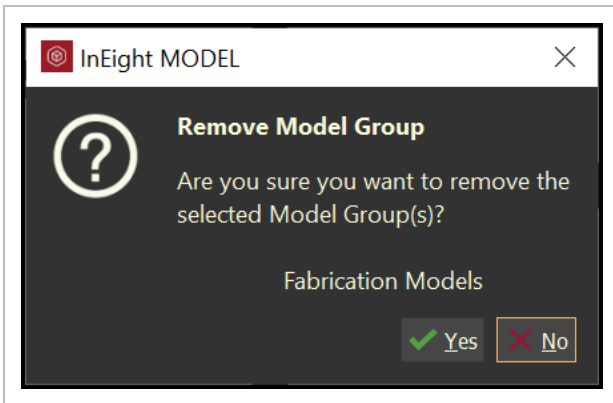 InEight MODEL
Remove Model Group
Are you sure you want to remove the
selected Model Group(s)?
Fabrication Models
Yes No